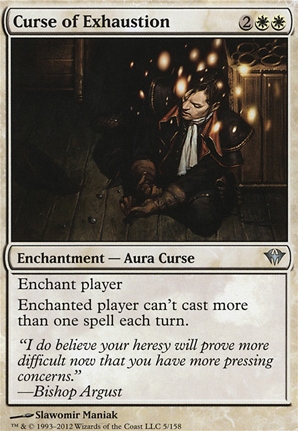 Curse of Exhaustion 2
Enchantment — Aura Curse
Enchant player
Enchanted player can't cast more
than one spell each turn.
"I do believe your heresy will prove more
difficult now that you have more pressing
concerns."
—Bishop Argust
Slawomir Maniak
™ & © 1993–2012 Wizards of the Coast LLC 5/158